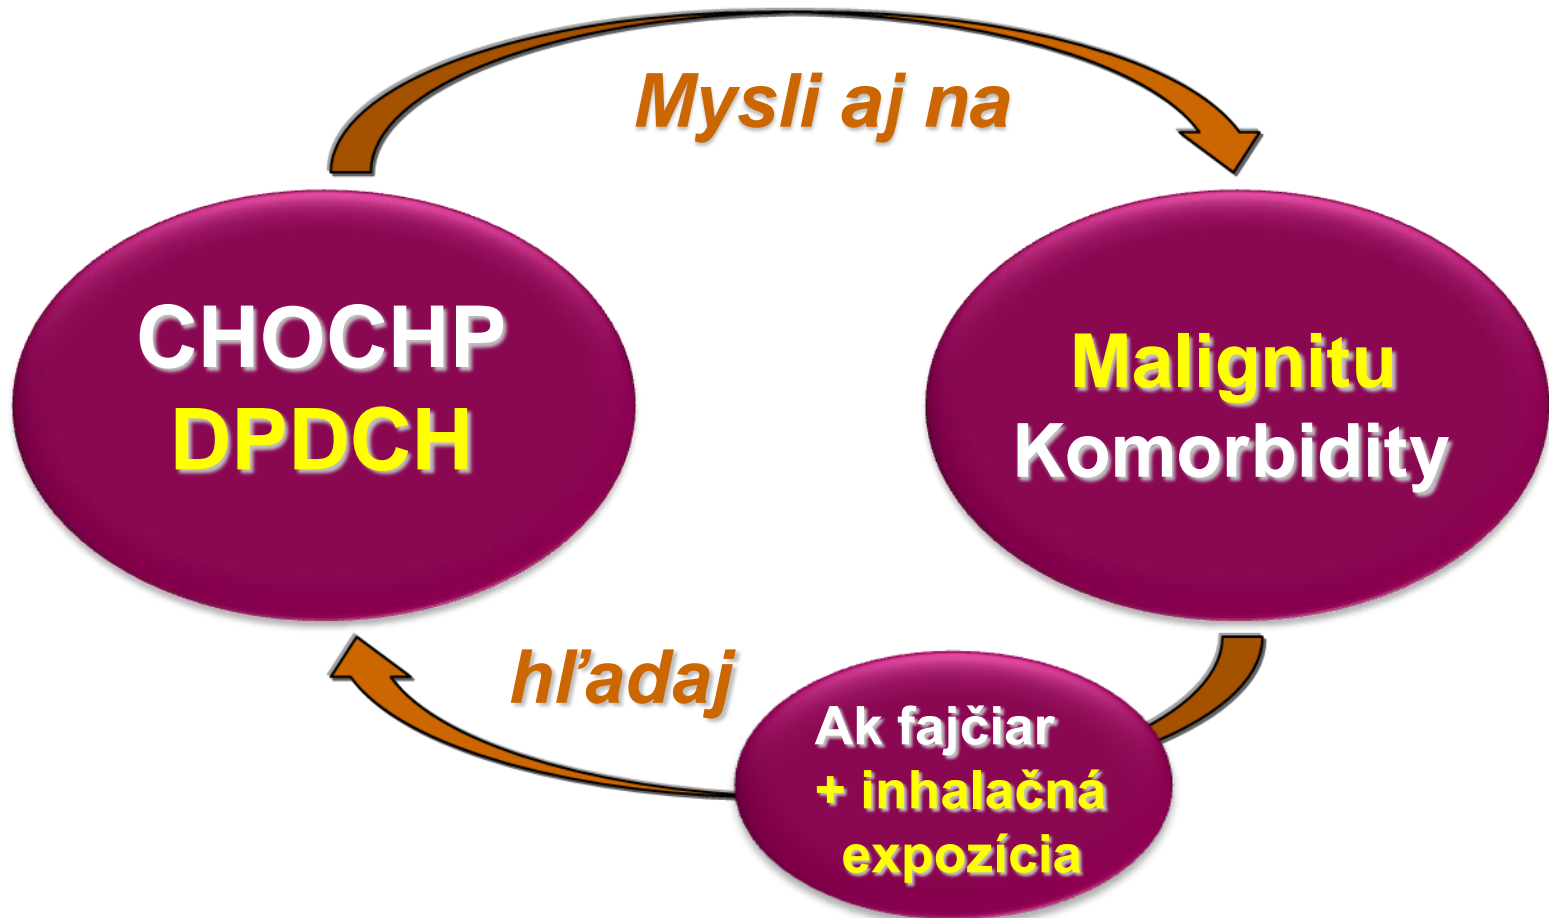 Mysli aj na
CHOCHP
DPDCH
Malignitu
Komorbidity
hľadaj
Ak fajčiar
+ inhalačná
expozícia